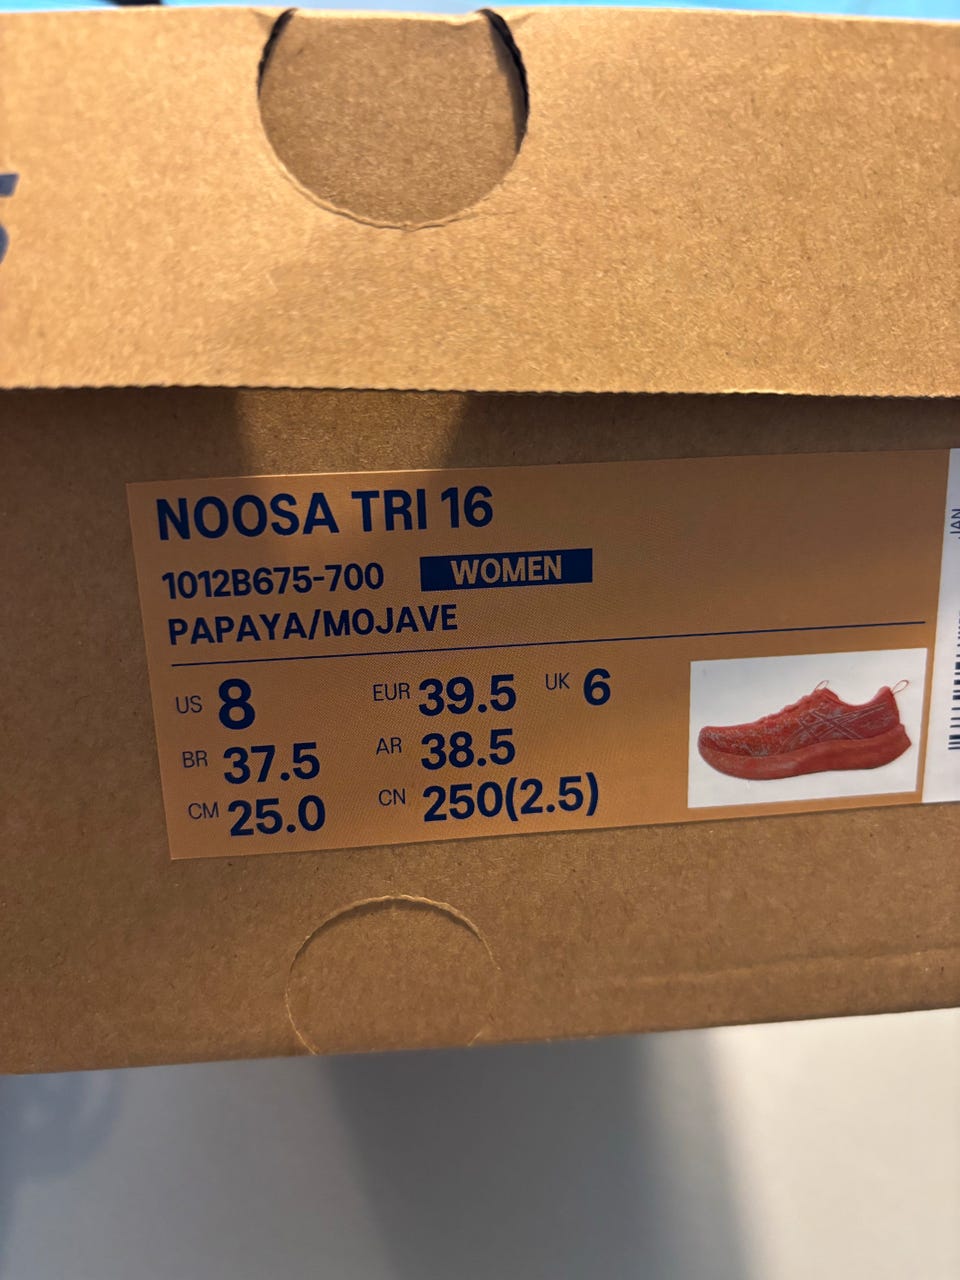 NOOSA TRI 16
1012B675-700 WOMEN
PAPAYA/MOJAVE
US 8 EUR 39.5 UK 6
BR 37.5 AR 38.5
CM 25.0 CN 250(2.5)
JAN